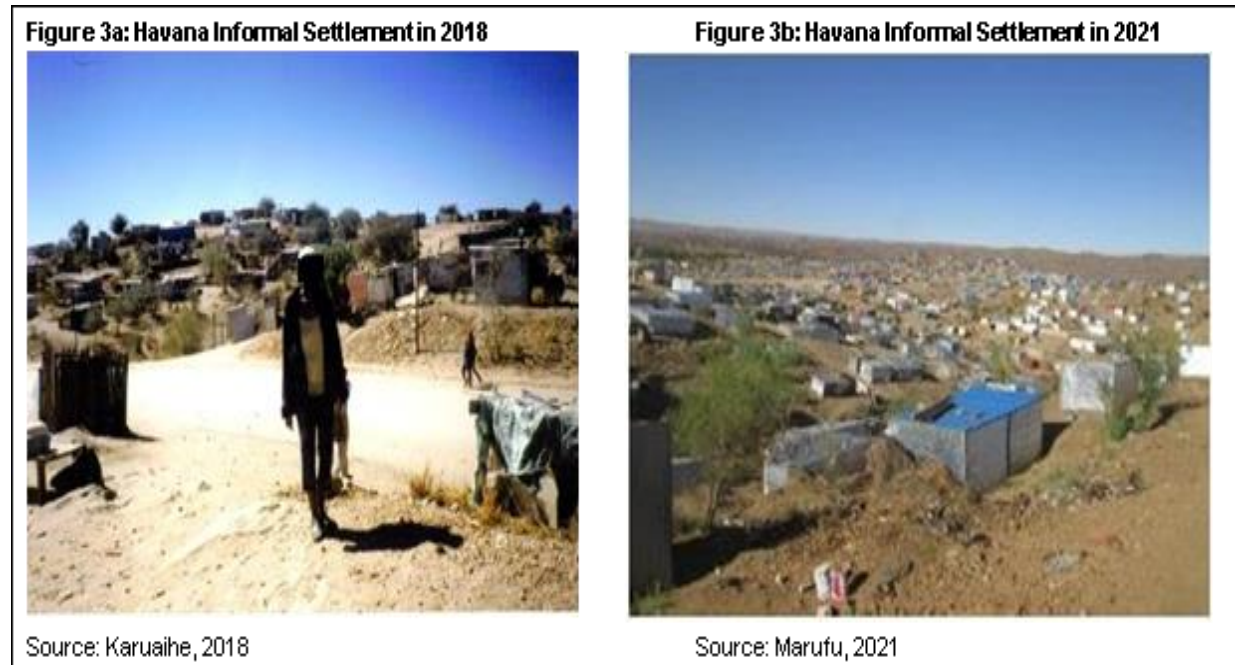 Figure 3a: Havana Informal Settlement in 2018
Figure 3b: Havana Informal Settlement in 2021
Source: Karuaihe, 2018
Source: Marufu, 2021